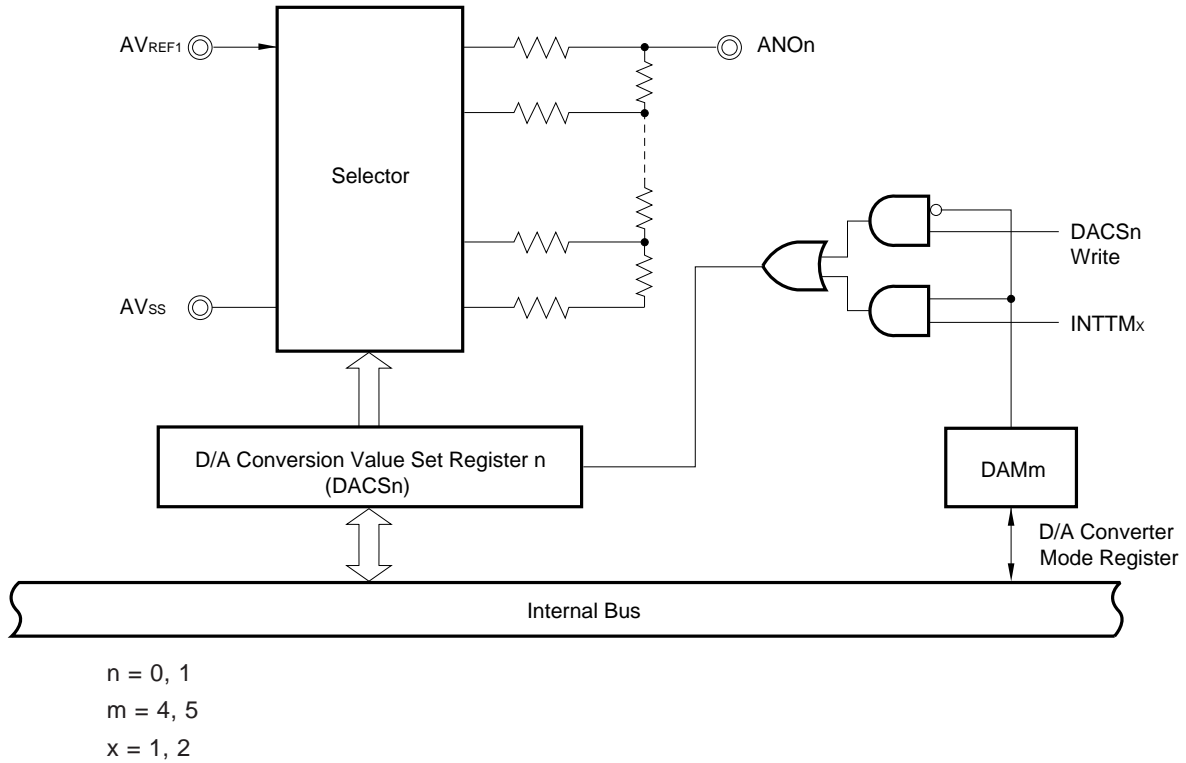 AVREF1
ANOn
Selector
DACSn
Write
AVSS
INTTMx
D/A Conversion Value Set Register n
(DACSn)
DAMm
D/A Converter
Mode Register
Internal Bus
n = 0, 1
m = 4, 5
x = 1, 2